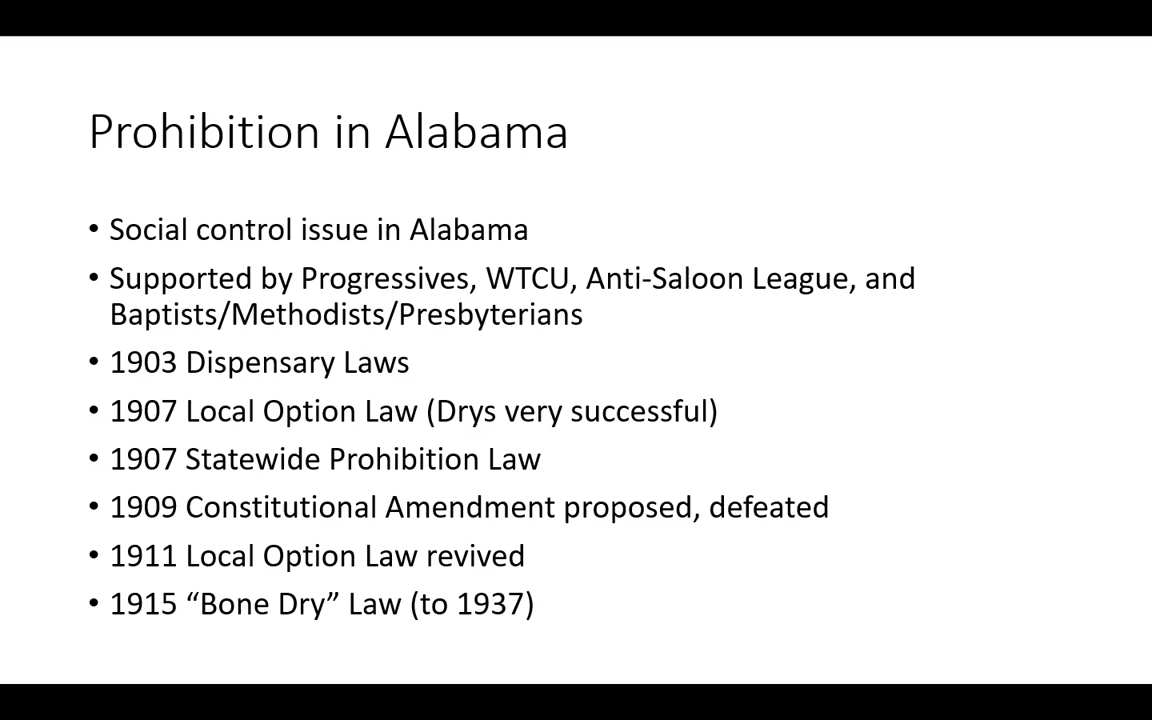 Prohibition in Alabama
• Social control issue in Alabama
• Supported by Progressives, WTCU, Anti-Saloon League, and
Baptists/Methodists/Presbyterians
• 1903 Dispensary Laws
• 1907 Local Option Law (Drys very successful)
• 1907 Statewide Prohibition Law
• 1909 Constitutional Amendment proposed, defeated
• 1911 Local Option Law revived
• 1915 “Bone Dry” Law (to 1937)